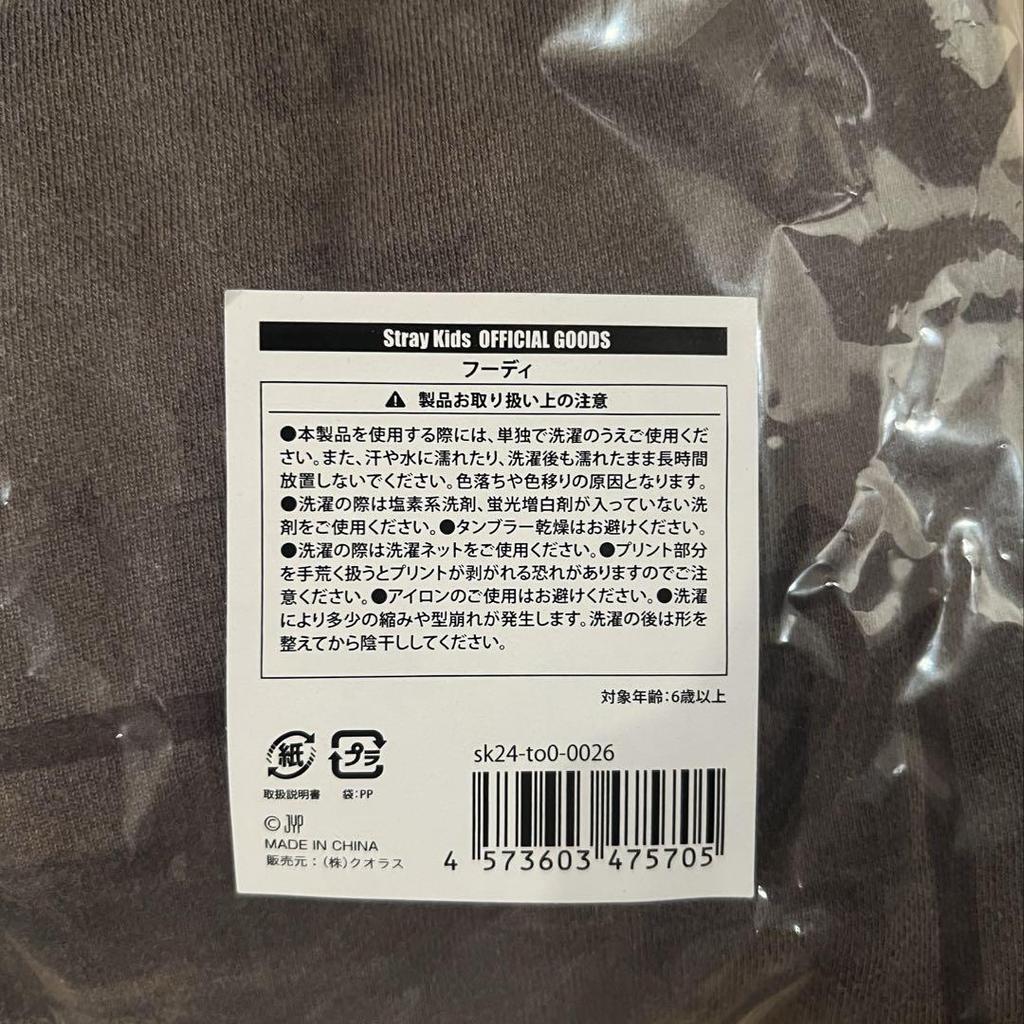 Stray Kids OFFICIAL GOODS
フーディ
⚠ 製品お取り扱い上の注意
●本製品を使用する際には、単独で洗濯のうえご使用くだ
さい。また、汗や水に濡れたり、洗濯後も濡れたまま長時間
放置しないでください。色落ちや色移りの原因となります。
●洗濯の際は塩素系洗剤、蛍光増白剤が入っていない洗
剤をご使用ください。●タンブラー乾燥はお避けください。
●洗濯の際は洗濯ネットをご使用ください。●プリント部分
を手荒く扱うとプリントが剥がれる恐れがありますのでご注
意ください。●アイロンのご使用はお避けください。●洗濯
により多少の縮みや型崩れが発生します。洗濯の後は形を
整えてから陰干ししてください。
対象年齢：6歳以上
紙 プラ
取扱説明書 袋：PP
sk24-to0-0026
© JYP
MADE IN CHINA
販売元：（株）クオラス
4 573603 475705